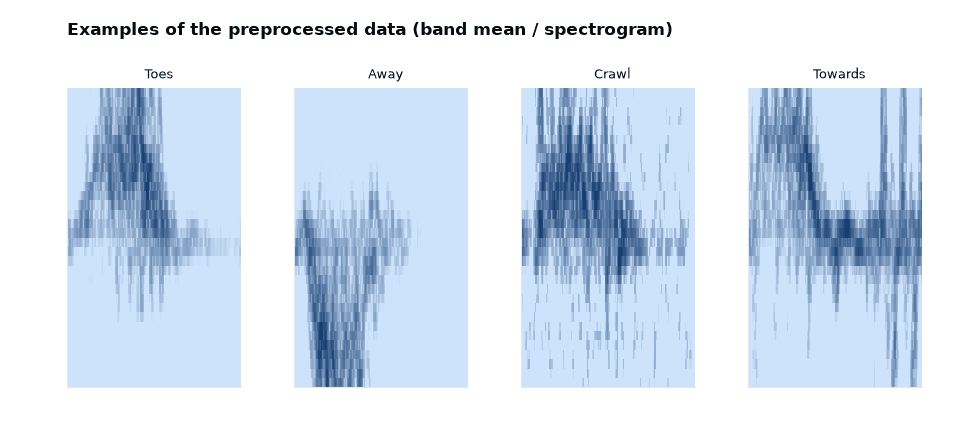 Examples of the preprocessed data (band mean / spectrogram)
Toes
Away
Crawl
Towards